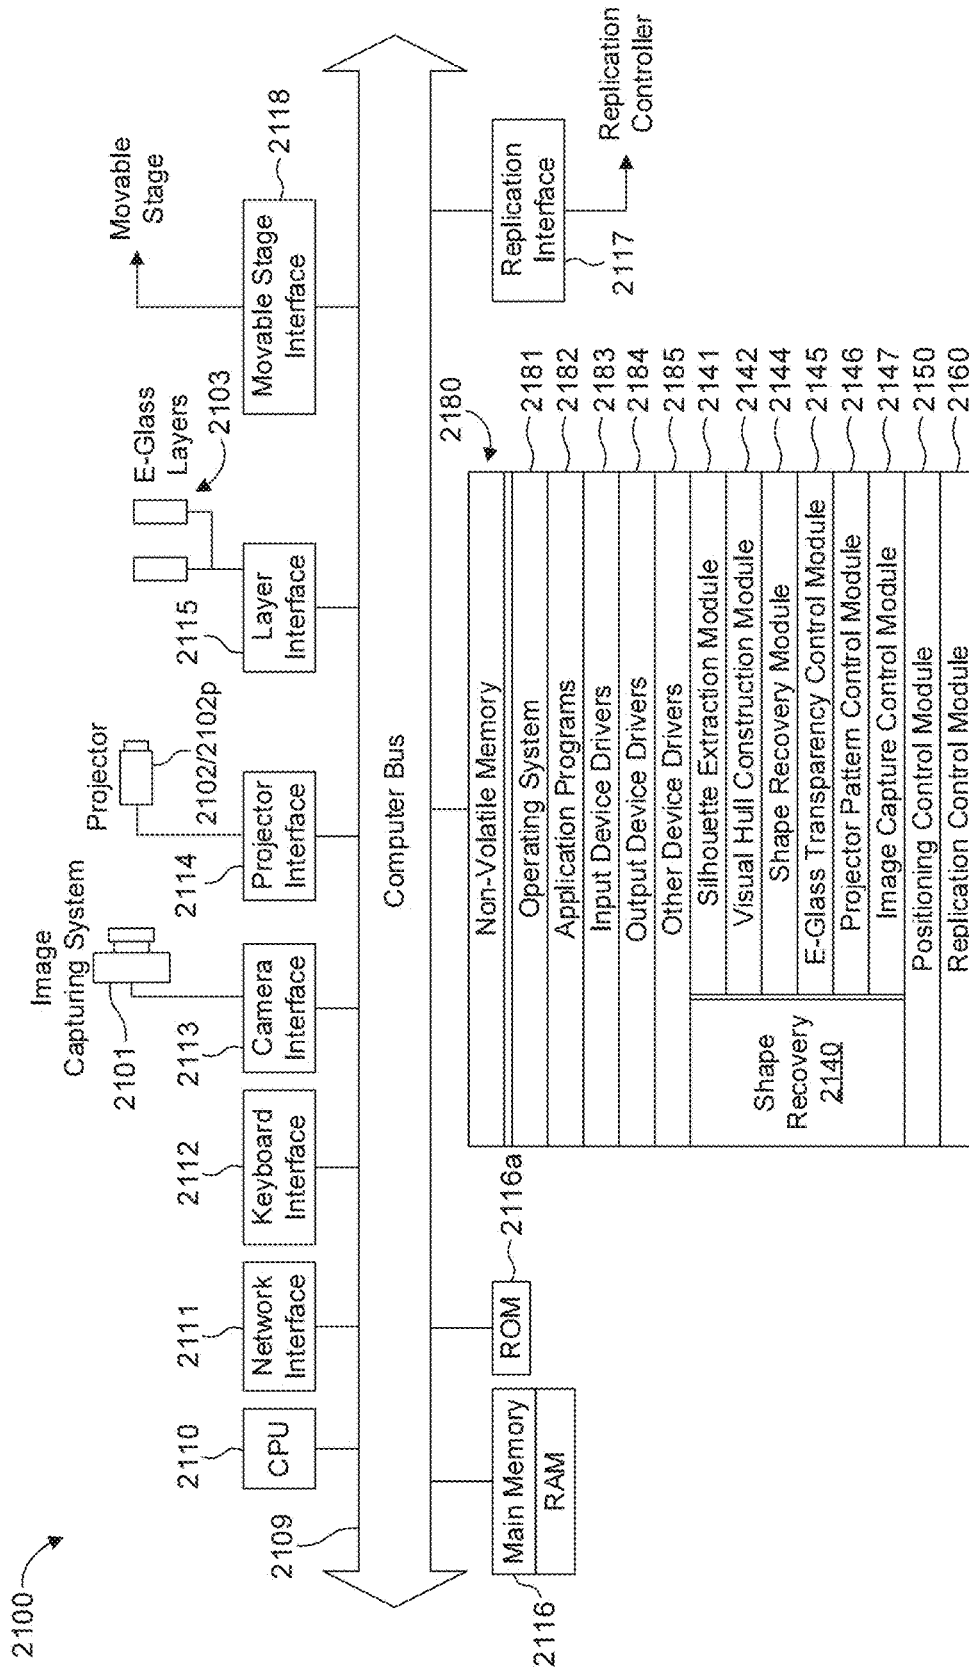 2100
Movable
Stage
E-Glass
Layers
2103
Projector
2102/2102p
Image
Capturing System
2101
2110
CPU
2111
Network
Interface
2112
Keyboard
Interface
2113
Camera
Interface
2114
Projector
Interface
2115
Layer
Interface
Movable Stage
Interface
2118
2109
Computer Bus
2116
Main Memory
RAM
ROM
2116a
2180
Non-Volatile Memory
Operating System
2181
Application Programs
2182
Input Device Drivers
2183
Output Device Drivers
2184
Other Device Drivers
2185
Shape
Recovery
2140
Silhouette Extraction Module
2141
Visual Hull Construction Module
2142
Shape Recovery Module
2144
E-Glass Transparency Control Module
2145
Projector Pattern Control Module
2146
Image Capture Control Module
2147
Positioning Control Module
2150
Replication Control Module
2160
Replication
Interface
2117
Replication
Controller